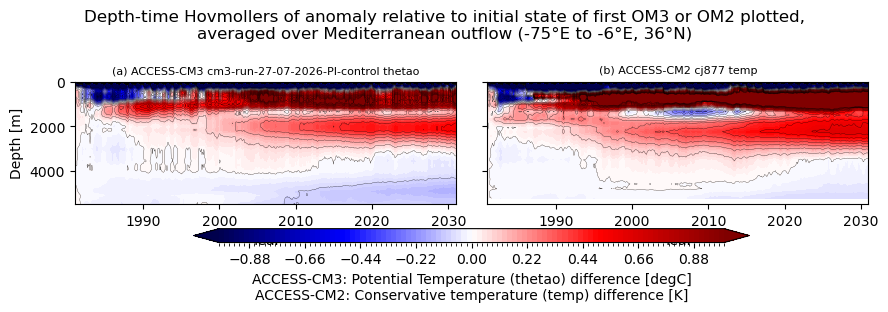 Depth-time Hovmollers of anomaly relative to initial state of first OM3 or OM2 plotted,
averaged over Mediterranean outflow (-75°E to -6°E, 36°N)
(a) ACCESS-CM3 cm3-run-27-07-2026-PI-control thetao
(b) ACCESS-CM2 cj877 temp
Depth [m]
0
2000
4000
1990 2000 2010 2020 2030
1990 2000 2010 2020 2030
−0.88 −0.66 −0.44 −0.22 0.00 0.22 0.44 0.66 0.88
ACCESS-CM3: Potential Temperature (thetao) difference [degC]
ACCESS-CM2: Conservative temperature (temp) difference [K]